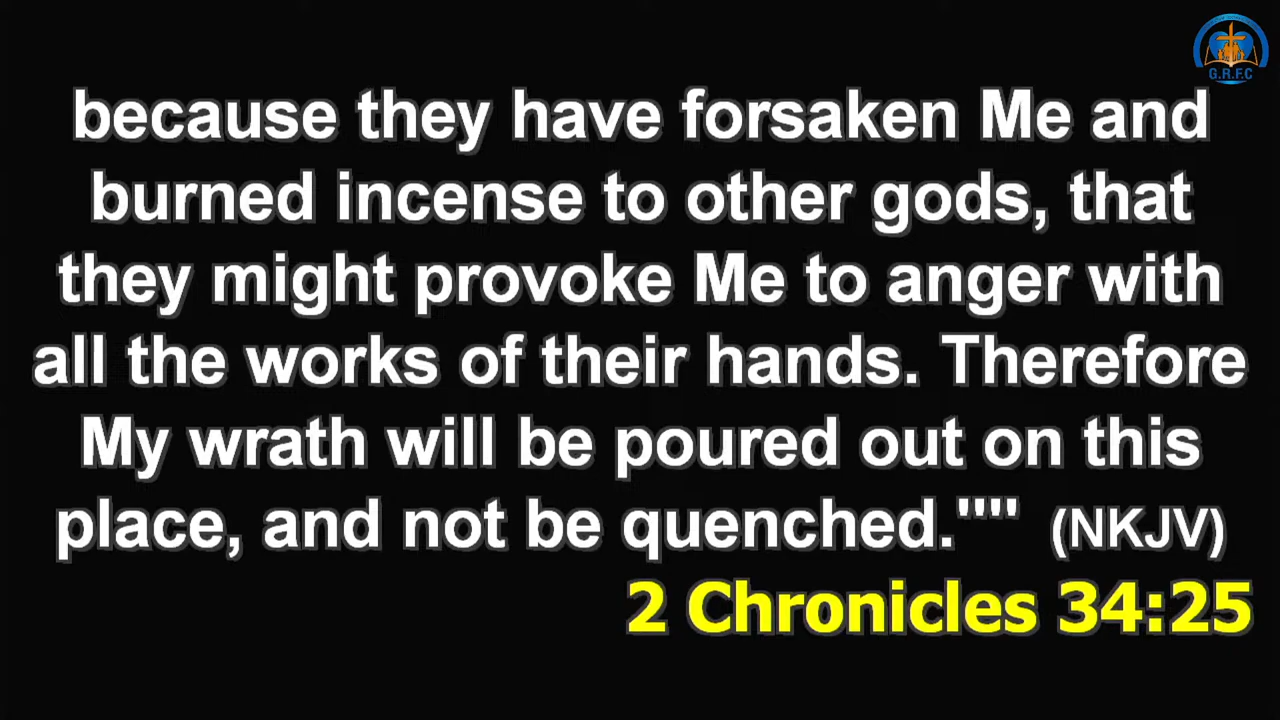 G.R.F.C
because they have forsaken Me and
burned incense to other gods, that
they might provoke Me to anger with
all the works of their hands. Therefore
My wrath will be poured out on this
place, and not be quenched."'" (NKJV)
2 Chronicles 34:25